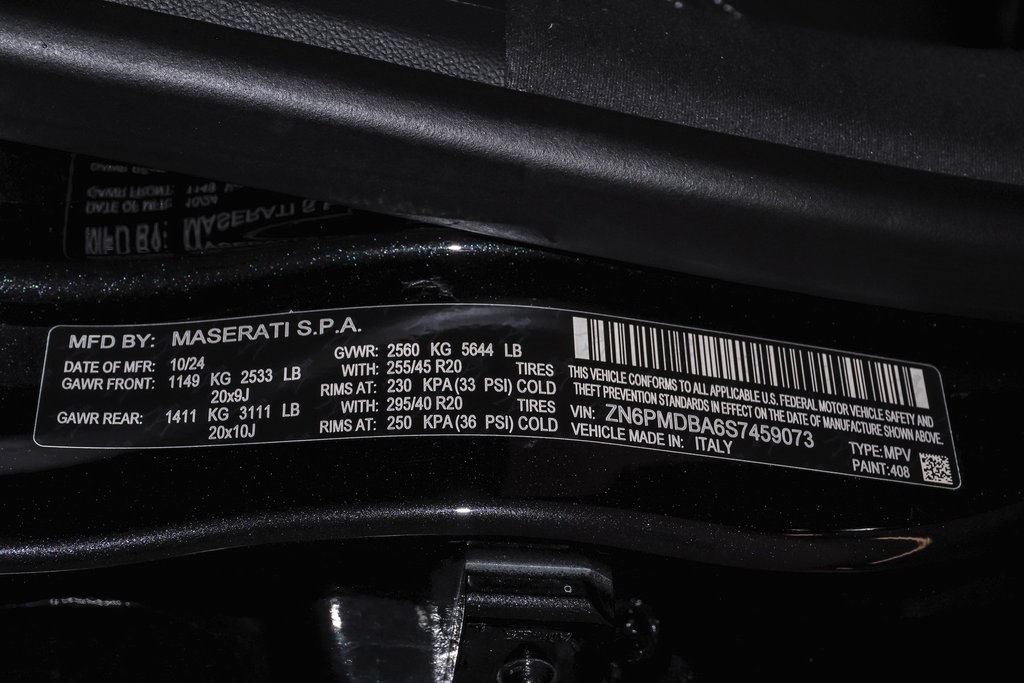 MFD BY: MASERATI S.P.A.
DATE OF MFR: 10/24
GAWR FRONT: 1149 KG 2533 LB
20x9J
GAWR REAR: 1411 KG 3111 LB
20x10J
GVWR: 2560 KG 5644 LB
WITH: 255/45 R20 TIRES
RIMS AT: 230 KPA(33 PSI) COLD
WITH: 295/40 R20 TIRES
RIMS AT: 250 KPA(36 PSI) COLD
THIS VEHICLE CONFORMS TO ALL APPLICABLE U.S. FEDERAL MOTOR VEHICLE SAFETY AND
THEFT PREVENTION STANDARDS IN EFFECT ON THE DATE OF MANUFACTURE SHOWN ABOVE.
VIN: ZN6PMDBA6S7459073
VEHICLE MADE IN: ITALY
TYPE: MPV
PAINT: 408